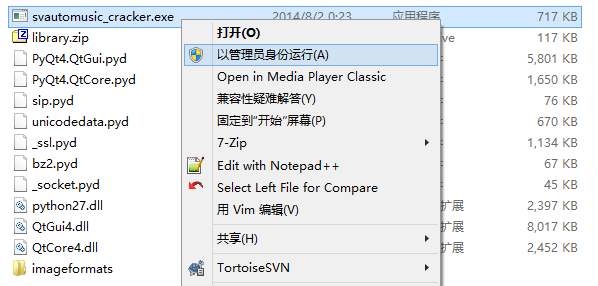 svautomusic_cracker.exe 2014/8/2 0:23 应用程序 717 KB
library.zip 打开(O) ve KB
PyQt4.QtGui.pyd 以管理员身份运行(A) 5,801 KB
PyQt4.QtCore.pyd Open in Media Player Classic 1,650 KB
sip.pyd 兼容性疑难解答(Y) 76 KB
unicodedata.pyd 固定到"开始"屏幕(P) 670 KB
_ssl.pyd 7-Zip 1,134 KB
bz2.pyd Edit with Notepad++ 67 KB
_socket.pyd Select Left File for Compare 45 KB
python27.dll 用 Vim 编辑(V) 扩展 2,397 KB
QtGui4.dll 共享(H) 扩展 8,017 KB
QtCore4.dll 扩展 2,452 KB
imageformats TortoiseSVN